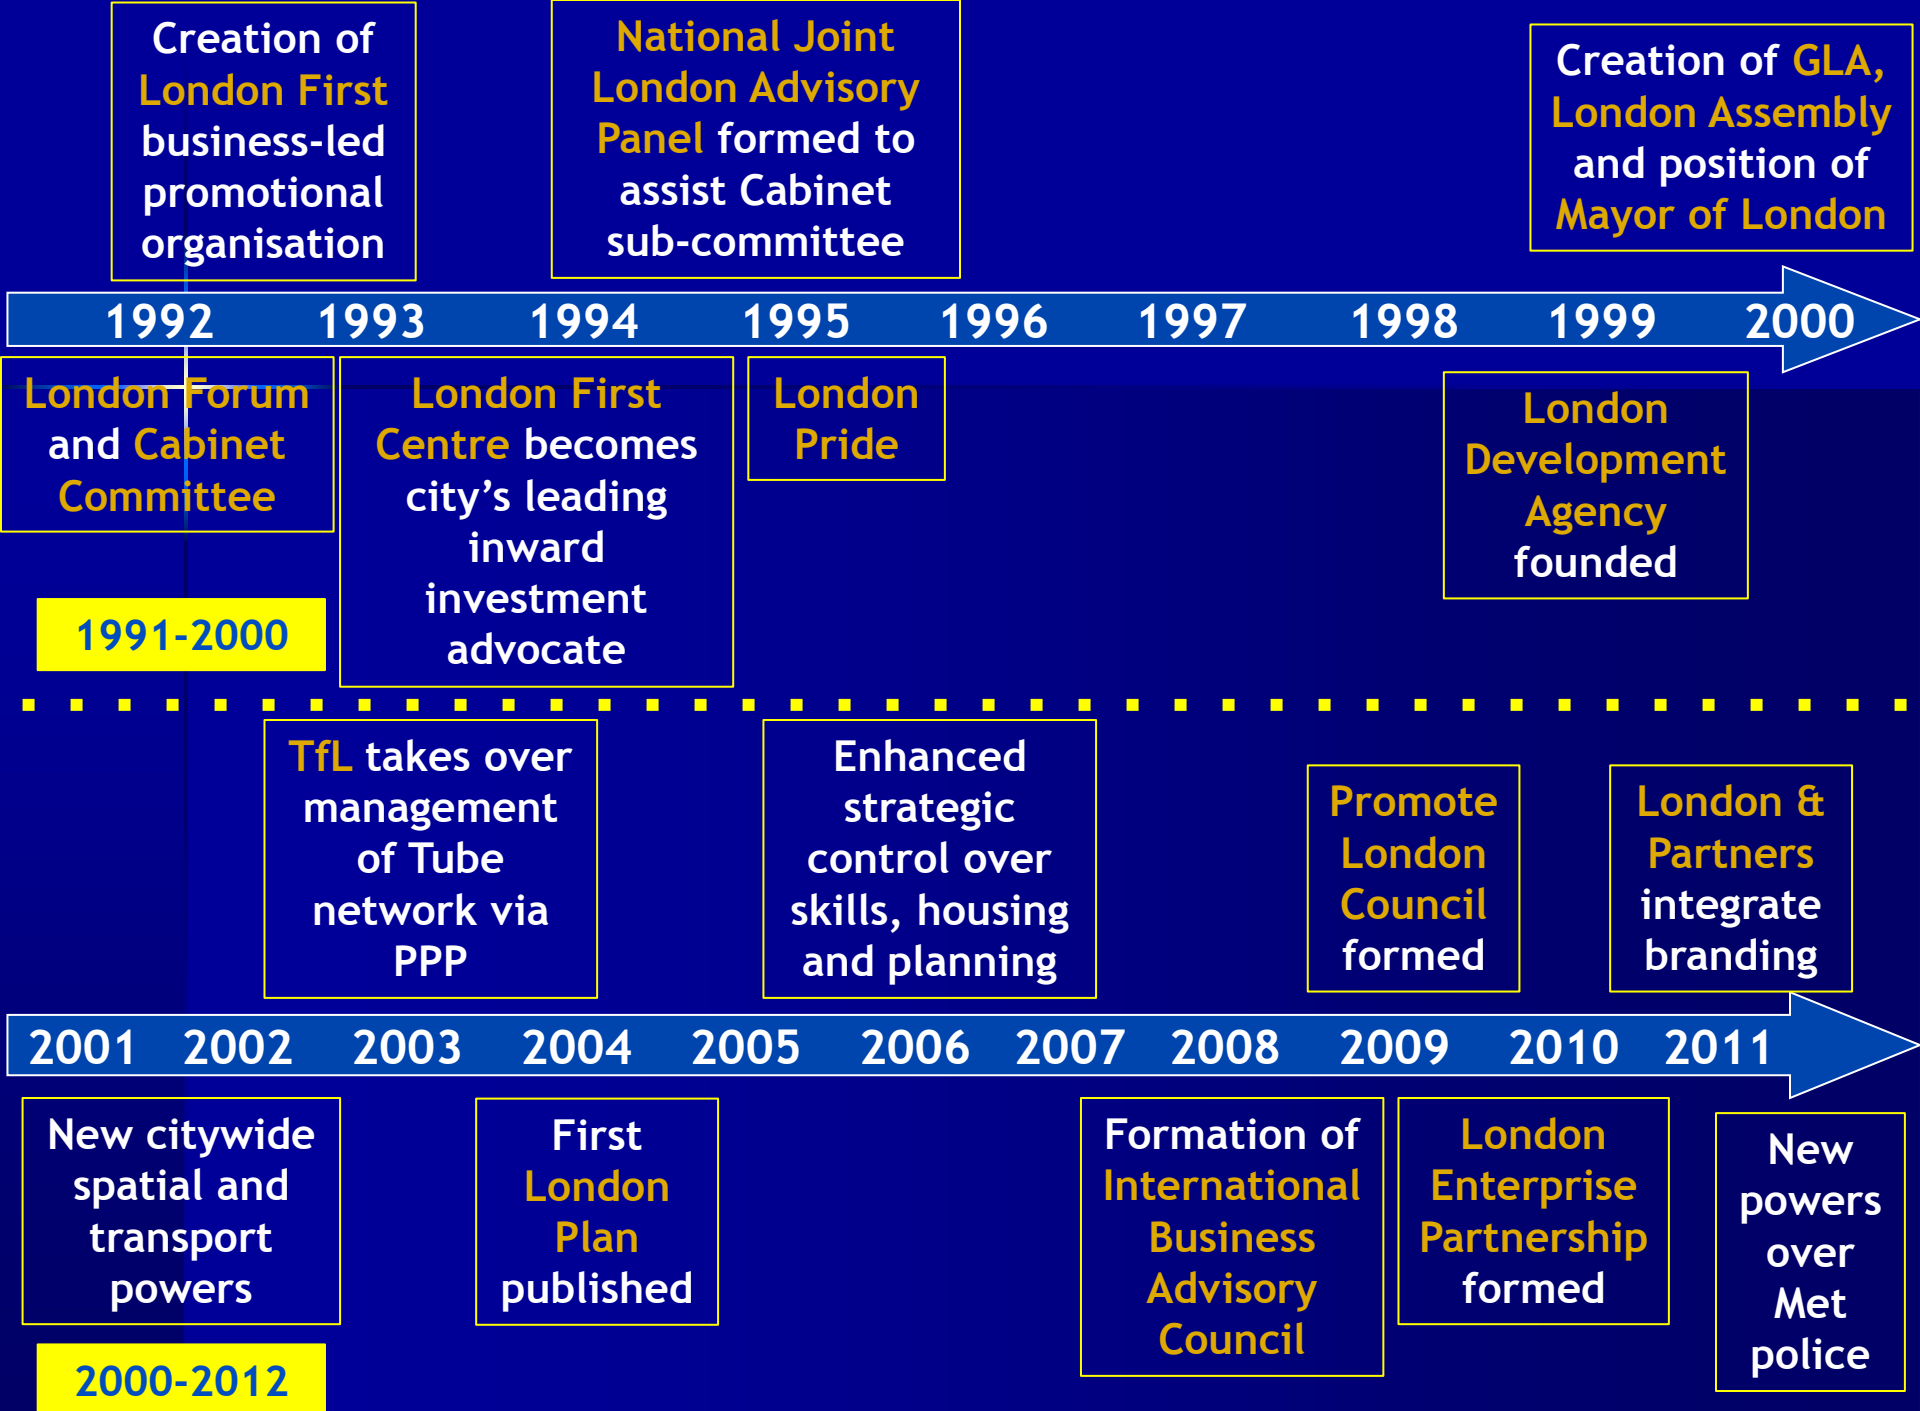 Creation of
London First
business-led
promotional
organisation
National Joint
London Advisory
Panel formed to
assist Cabinet
sub-committee
Creation of GLA,
London Assembly
and position of
Mayor of London
1992 1993 1994 1995 1996 1997 1998 1999 2000
London Forum
and Cabinet
Committee
London First
Centre becomes
city’s leading
inward
investment
advocate
London
Pride
London
Development
Agency
founded
1991-2000
TfL takes over
management
of Tube
network via
PPP
Enhanced
strategic
control over
skills, housing
and planning
Promote
London
Council
formed
London &
Partners
integrate
branding
2001 2002 2003 2004 2005 2006 2007 2008 2009 2010 2011
New citywide
spatial and
transport
powers
First
London
Plan
published
Formation of
International
Business
Advisory
Council
London
Enterprise
Partnership
formed
New
powers
over
Met
police
2000-2012